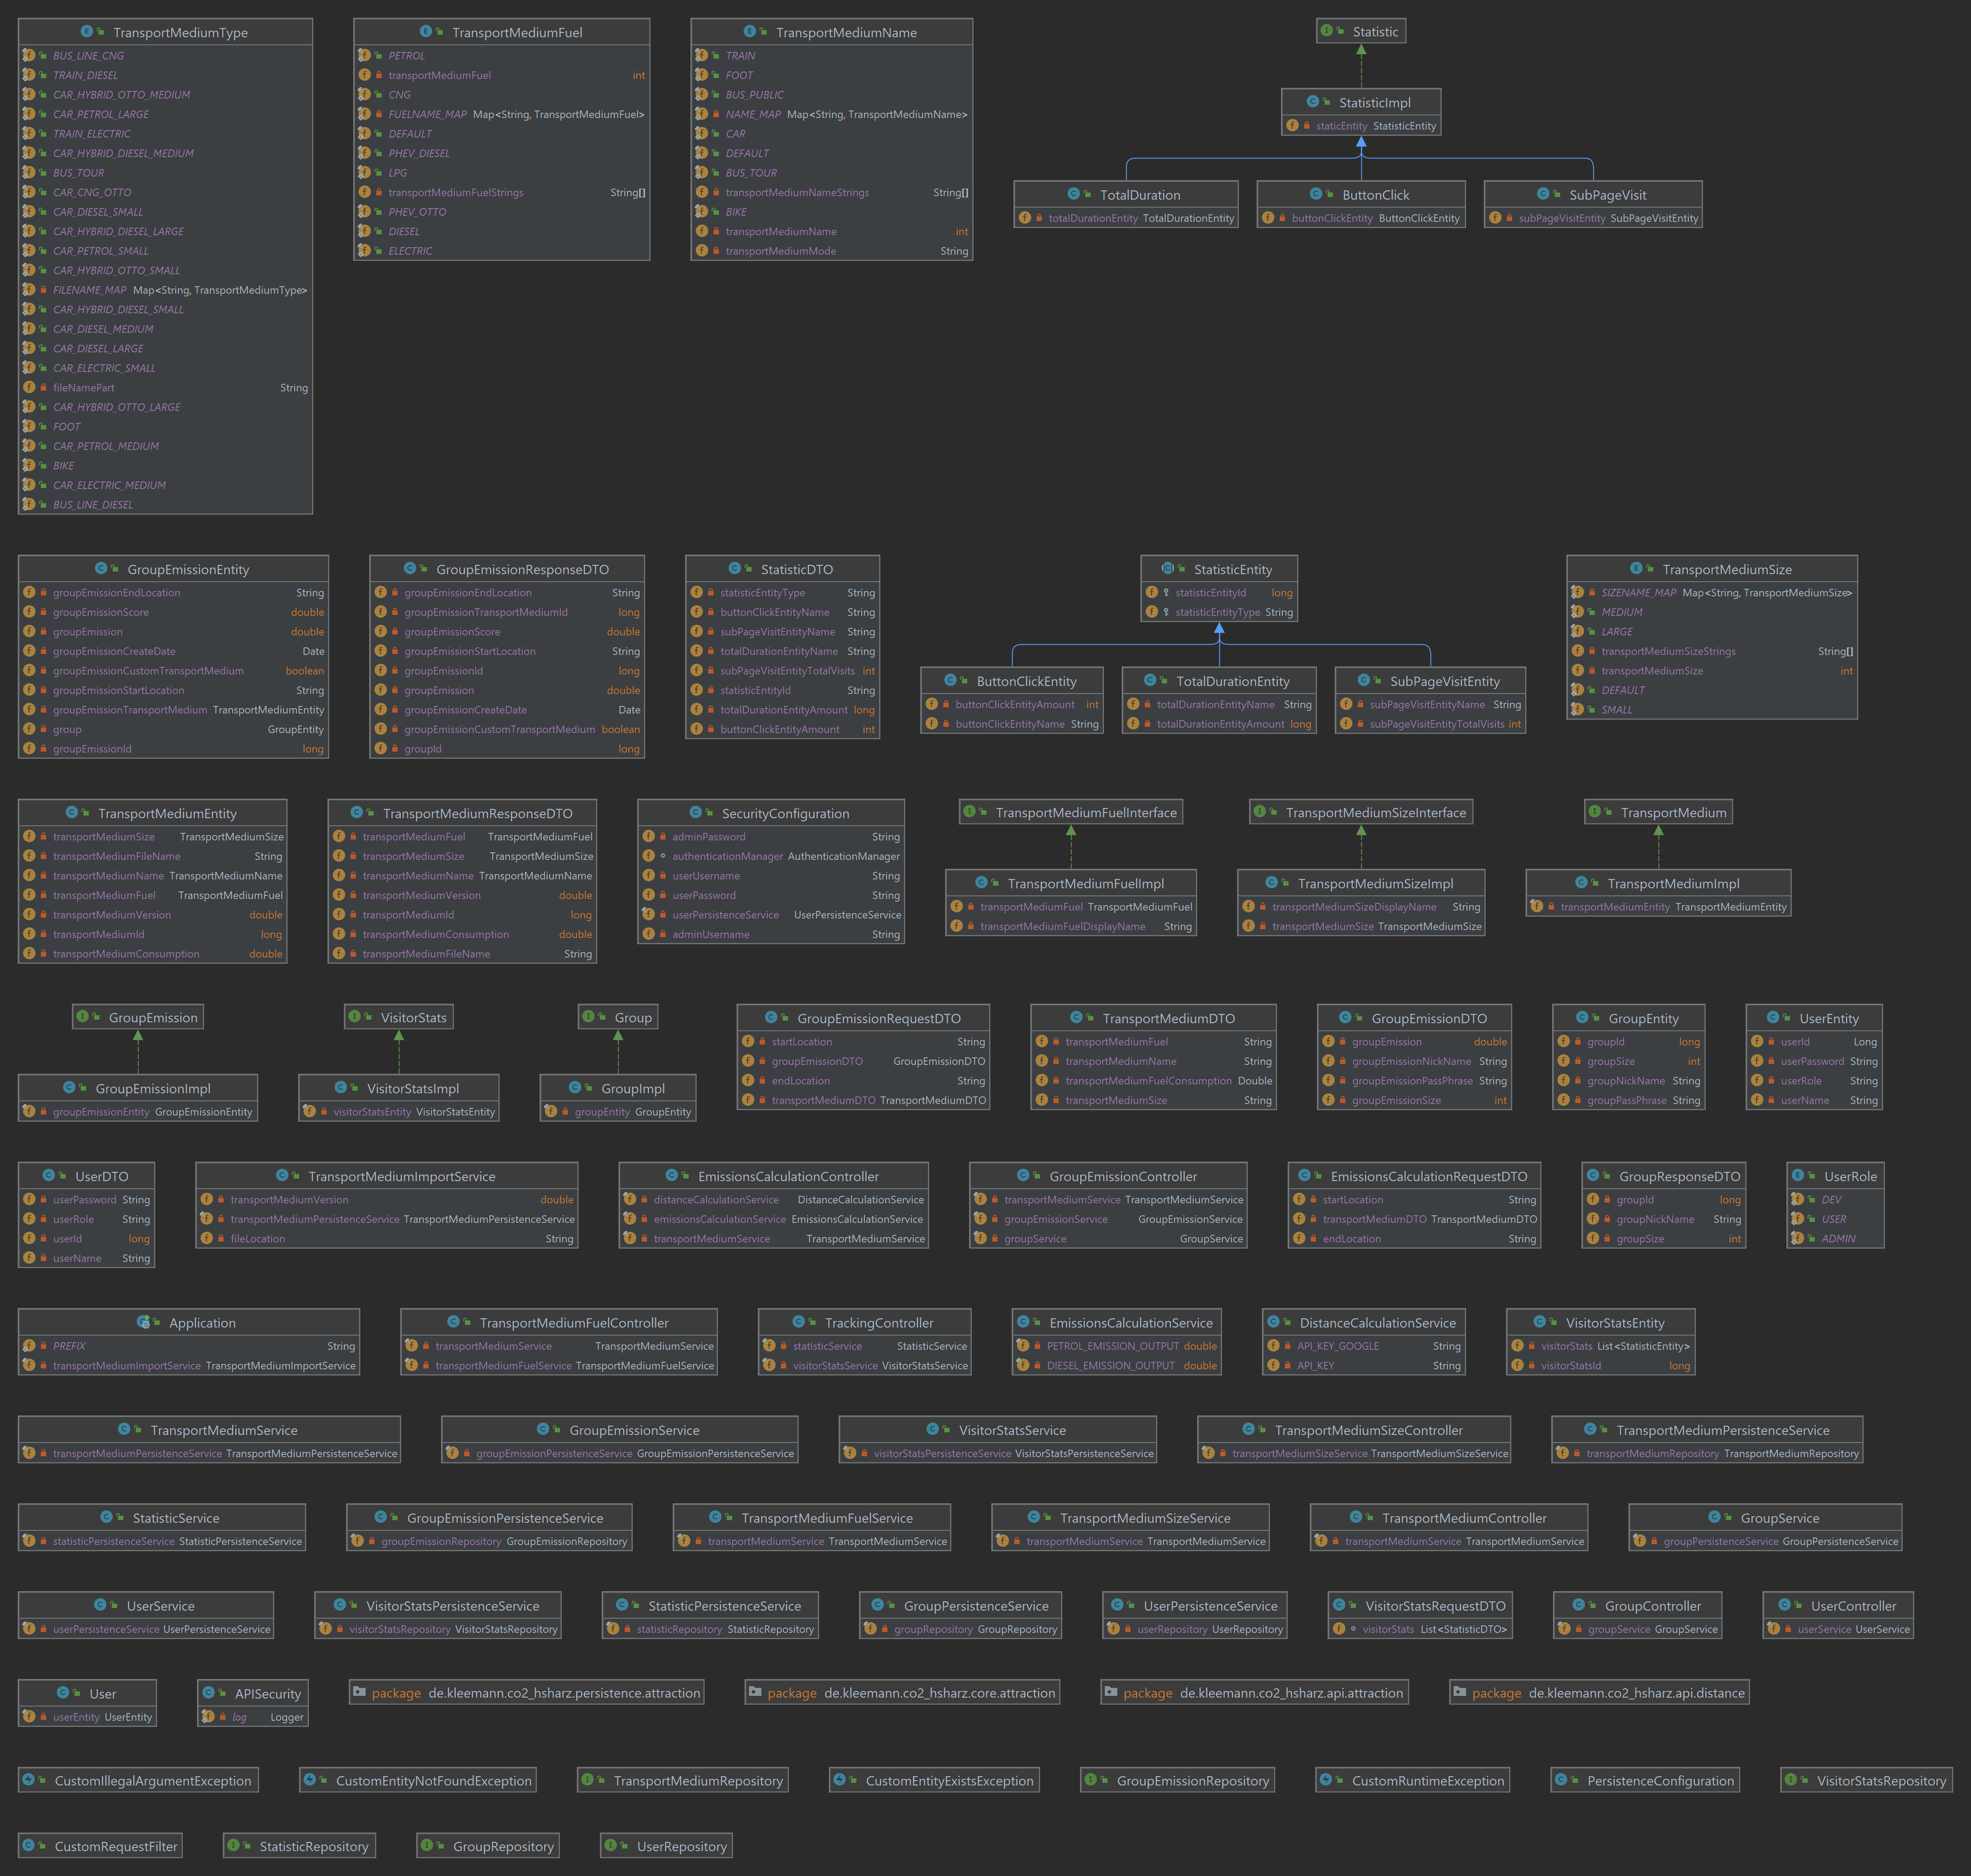 TransportMediumType
BUS_LINE_CNG
TRAIN_DIESEL
CAR_HYBRID_OTTO_MEDIUM
CAR_PETROL_LARGE
TRAIN_ELECTRIC
CAR_HYBRID_DIESEL_MEDIUM
BUS_TOUR
CAR_CNG_OTTO
CAR_DIESEL_SMALL
CAR_HYBRID_DIESEL_LARGE
CAR_PETROL_SMALL
CAR_HYBRID_OTTO_SMALL
FILENAME_MAP Map<String, TransportMediumType>
CAR_HYBRID_DIESEL_SMALL
CAR_DIESEL_MEDIUM
CAR_DIESEL_LARGE
CAR_ELECTRIC_SMALL
fileNamePart String
CAR_HYBRID_OTTO_LARGE
FOOT
CAR_PETROL_MEDIUM
BIKE
CAR_ELECTRIC_MEDIUM
BUS_LINE_DIESEL
TransportMediumFuel
PETROL
transportMediumFuel int
CNG
FUELNAME_MAP Map<String, TransportMediumFuel>
DEFAULT
PHEV_DIESEL
LPG
transportMediumFuelStrings String[]
PHEV_OTTO
DIESEL
ELECTRIC
TransportMediumName
TRAIN
FOOT
BUS_PUBLIC
NAME_MAP Map<String, TransportMediumName>
CAR
DEFAULT
BUS_TOUR
transportMediumNameStrings String[]
BIKE
transportMediumName int
transportMediumMode String
Statistic
StatisticImpl
staticEntity StatisticEntity
TotalDuration
totalDurationEntity TotalDurationEntity
ButtonClick
buttonClickEntity ButtonClickEntity
SubPageVisit
subPageVisitEntity SubPageVisitEntity
GroupEmissionEntity
groupEmissionEndLocation String
groupEmissionScore double
groupEmission double
groupEmissionCreateDate Date
groupEmissionCustomTransportMedium boolean
groupEmissionStartLocation String
groupEmissionTransportMedium TransportMediumEntity
group GroupEntity
groupEmissionId long
GroupEmissionResponseDTO
groupEmissionEndLocation String
groupEmissionTransportMediumId long
groupEmissionScore double
groupEmissionStartLocation String
groupEmissionId long
groupEmission double
groupEmissionCreateDate Date
groupEmissionCustomTransportMedium boolean
groupId long
StatisticDTO
statisticEntityType String
buttonClickEntityName String
subPageVisitEntityName String
totalDurationEntityName String
subPageVisitEntityTotalVisits int
statisticEntityId String
totalDurationEntityAmount long
buttonClickEntityAmount int
StatisticEntity
statisticEntityId long
statisticEntityType String
ButtonClickEntity
buttonClickEntityAmount int
buttonClickEntityName String
TotalDurationEntity
totalDurationEntityName String
totalDurationEntityAmount long
SubPageVisitEntity
subPageVisitEntityName String
subPageVisitEntityTotalVisits int
TransportMediumSize
SIZENAME_MAP Map<String, TransportMediumSize>
MEDIUM
LARGE
transportMediumSizeStrings String[]
transportMediumSize int
DEFAULT
SMALL
TransportMediumEntity
transportMediumSize TransportMediumSize
transportMediumFileName String
transportMediumName TransportMediumName
transportMediumFuel TransportMediumFuel
transportMediumVersion double
transportMediumId long
transportMediumConsumption double
TransportMediumResponseDTO
transportMediumFuel TransportMediumFuel
transportMediumSize TransportMediumSize
transportMediumName TransportMediumName
transportMediumVersion double
transportMediumId long
transportMediumConsumption double
transportMediumFileName String
SecurityConfiguration
adminPassword String
authenticationManager AuthenticationManager
userUsername String
userPassword String
userPersistenceService UserPersistenceService
adminUsername String
TransportMediumFuelInterface
TransportMediumFuelImpl
transportMediumFuel TransportMediumFuel
transportMediumFuelDisplayName String
TransportMediumSizeInterface
TransportMediumSizeImpl
transportMediumSizeDisplayName String
transportMediumSize TransportMediumSize
TransportMedium
TransportMediumImpl
transportMediumEntity TransportMediumEntity
GroupEmission
GroupEmissionImpl
groupEmissionEntity GroupEmissionEntity
VisitorStats
VisitorStatsImpl
visitorStatsEntity VisitorStatsEntity
Group
GroupImpl
groupEntity GroupEntity
GroupEmissionRequestDTO
startLocation String
groupEmissionDTO GroupEmissionDTO
endLocation String
transportMediumDTO TransportMediumDTO
TransportMediumDTO
transportMediumFuel String
transportMediumName String
transportMediumFuelConsumption Double
transportMediumSize String
GroupEmissionDTO
groupEmission double
groupEmissionNickName String
groupEmissionPassPhrase String
groupEmissionSize int
GroupEntity
groupId long
groupSize int
groupNickName String
groupPassPhrase String
UserEntity
userId Long
userPassword String
userRole String
userName String
UserDTO
userPassword String
userRole String
userId long
userName String
TransportMediumImportService
transportMediumVersion double
transportMediumPersistenceService TransportMediumPersistenceService
fileLocation String
EmissionsCalculationController
distanceCalculationService DistanceCalculationService
emissionsCalculationService EmissionsCalculationService
transportMediumService TransportMediumService
GroupEmissionController
transportMediumService TransportMediumService
groupEmissionService GroupEmissionService
groupService GroupService
EmissionsCalculationRequestDTO
startLocation String
transportMediumDTO TransportMediumDTO
endLocation String
GroupResponseDTO
groupId long
groupNickName String
groupSize int
UserRole
DEV
USER
ADMIN
Application
PREFIX String
transportMediumImportService TransportMediumImportService
TransportMediumFuelController
transportMediumService TransportMediumService
transportMediumFuelService TransportMediumFuelService
TrackingController
statisticService StatisticService
visitorStatsService VisitorStatsService
EmissionsCalculationService
PETROL_EMISSION_OUTPUT double
DIESEL_EMISSION_OUTPUT double
DistanceCalculationService
API_KEY_GOOGLE String
API_KEY String
VisitorStatsEntity
visitorStats List<StatisticEntity>
visitorStatsId long
TransportMediumService
transportMediumPersistenceService TransportMediumPersistenceService
GroupEmissionService
groupEmissionPersistenceService GroupEmissionPersistenceService
VisitorStatsService
visitorStatsPersistenceService VisitorStatsPersistenceService
TransportMediumSizeController
transportMediumSizeService TransportMediumSizeService
TransportMediumPersistenceService
transportMediumRepository TransportMediumRepository
StatisticService
statisticPersistenceService StatisticPersistenceService
GroupEmissionPersistenceService
groupEmissionRepository GroupEmissionRepository
TransportMediumFuelService
transportMediumService TransportMediumService
TransportMediumSizeService
transportMediumService TransportMediumService
TransportMediumController
transportMediumService TransportMediumService
GroupService
groupPersistenceService GroupPersistenceService
UserService
userPersistenceService UserPersistenceService
VisitorStatsPersistenceService
visitorStatsRepository VisitorStatsRepository
StatisticPersistenceService
statisticRepository StatisticRepository
GroupPersistenceService
groupRepository GroupRepository
UserPersistenceService
userRepository UserRepository
VisitorStatsRequestDTO
visitorStats List<StatisticDTO>
GroupController
groupService GroupService
UserController
userService UserService
User
userEntity UserEntity
APISecurity
log Logger
package de.kleemann.co2_hsharz.persistence.attraction
package de.kleemann.co2_hsharz.core.attraction
package de.kleemann.co2_hsharz.api.attraction
package de.kleemann.co2_hsharz.api.distance
CustomIllegalArgumentException
CustomEntityNotFoundException
TransportMediumRepository
CustomEntityExistsException
GroupEmissionRepository
CustomRuntimeException
PersistenceConfiguration
VisitorStatsRepository
CustomRequestFilter
StatisticRepository
GroupRepository
UserRepository